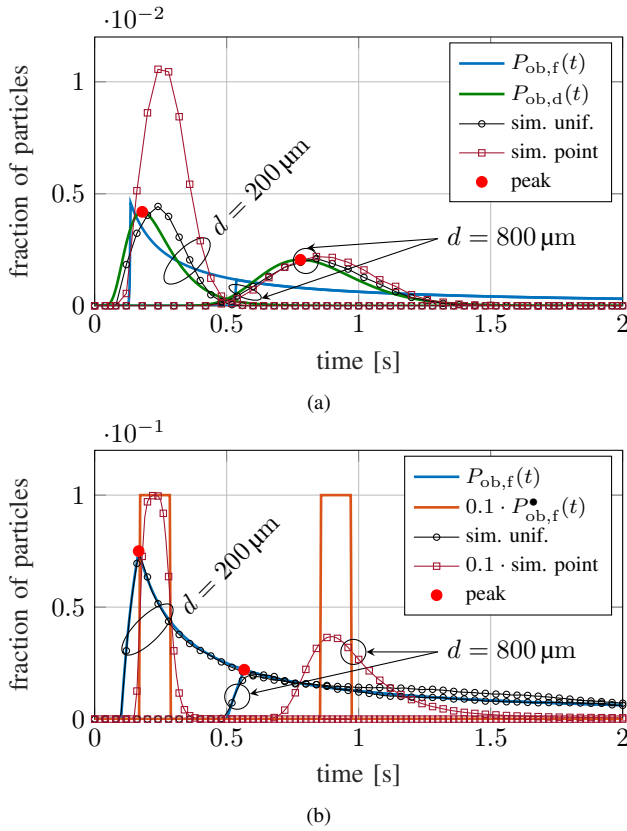 ·10⁻²
1
0.5
0
fraction of particles
P_ob,f(t)
P_ob,d(t)
sim. unif.
sim. point
peak
d = 200 µm
d = 800 µm
0 0.5 1 1.5 2
time [s]
(a)
·10⁻¹
1
0.5
0
fraction of particles
P_ob,f(t)
0.1 · P•_ob,f(t)
sim. unif.
0.1 · sim. point
peak
d = 200 µm
d = 800 µm
0 0.5 1 1.5 2
time [s]
(b)